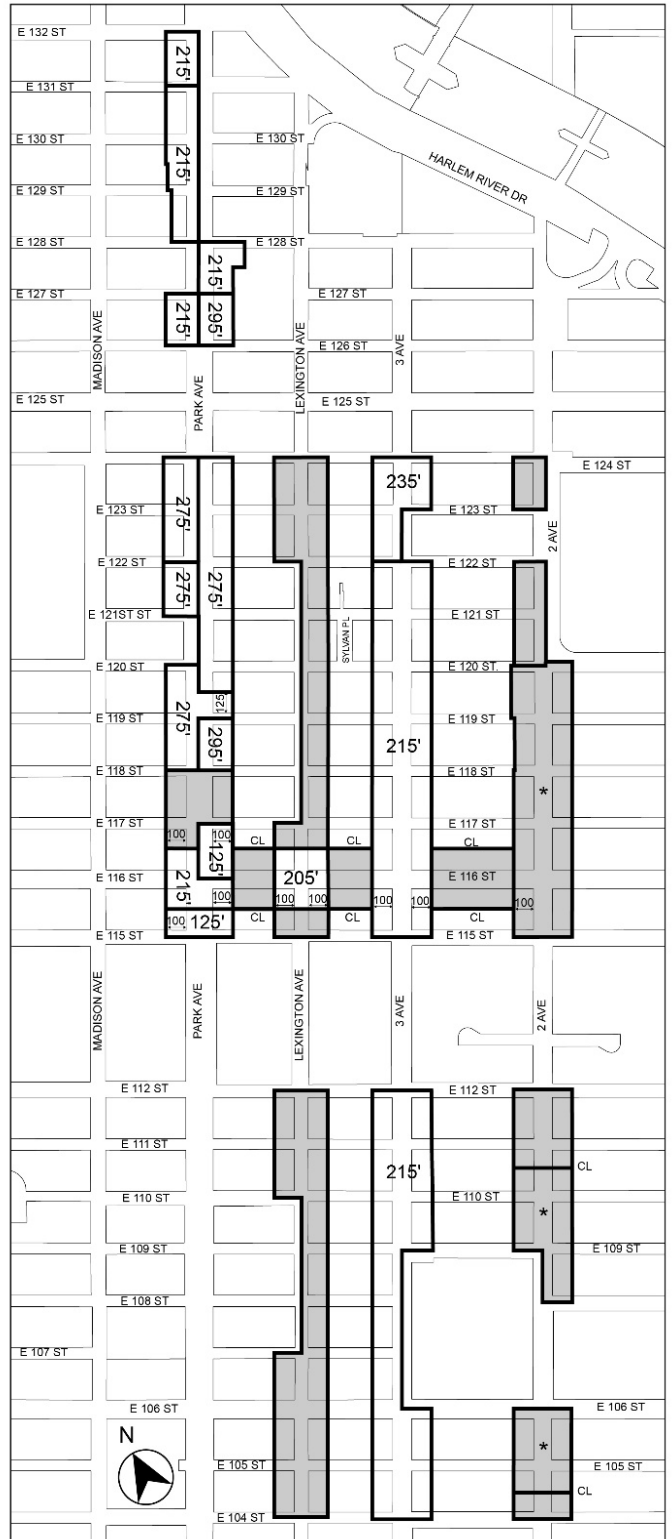 E 132 ST
215'
E 131 ST
E 130 ST
215'
E 130 ST
E 129 ST
E 129 ST
HARLEM RIVER DR
E 128 ST
E 128 ST
215'
E 127 ST
E 127 ST
215'
295'
MADISON AVE
LEXINGTON AVE
3 AVE
E 126 ST
PARK AVE
E 125 ST
E 125 ST
E 124 ST
235'
275'
E 123 ST
E 123 ST
2 AVE
E 122 ST
E 122 ST
275'
275'
E 121ST ST
E 121 ST
SYLVAN PL
E 120 ST
E 120 ST.
125
E 119 ST
E 119 ST
275'
295'
215'
E 118 ST
E 118 ST
*
E 117 ST
E 117 ST
100
100
CL
CL
CL
125'
E 116 ST
205'
E 116 ST
215'
100
100
100
100
100
100
100
125'
CL
CL
CL
E 115 ST
E 115 ST
MADISON AVE
PARK AVE
LEXINGTON AVE
3 AVE
2 AVE
E 112 ST
E 112 ST
E 111 ST
215'
CL
E 110 ST
E 110 ST
*
E 109 ST
E 109 ST
E 108 ST
E 107 ST
E 106 ST
E 106 ST
N
*
E 105 ST
E 105 ST
CL
E 104 ST